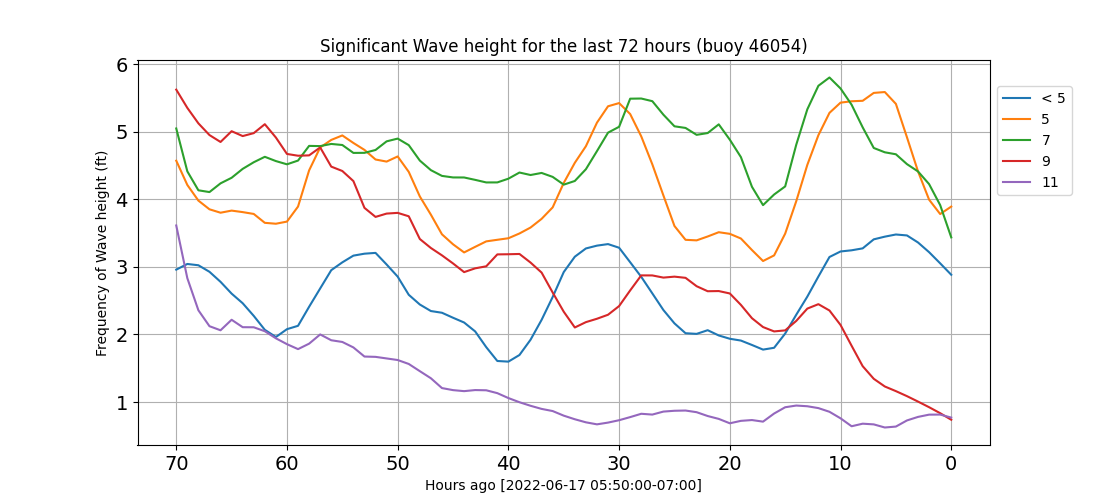 Significant Wave height for the last 72 hours (buoy 46054)
Frequency of Wave height (ft)
6
5
4
3
2
1
70 60 50 40 30 20 10 0
Hours ago [2022-06-17 05:50:00-07:00]
< 5
5
7
9
11